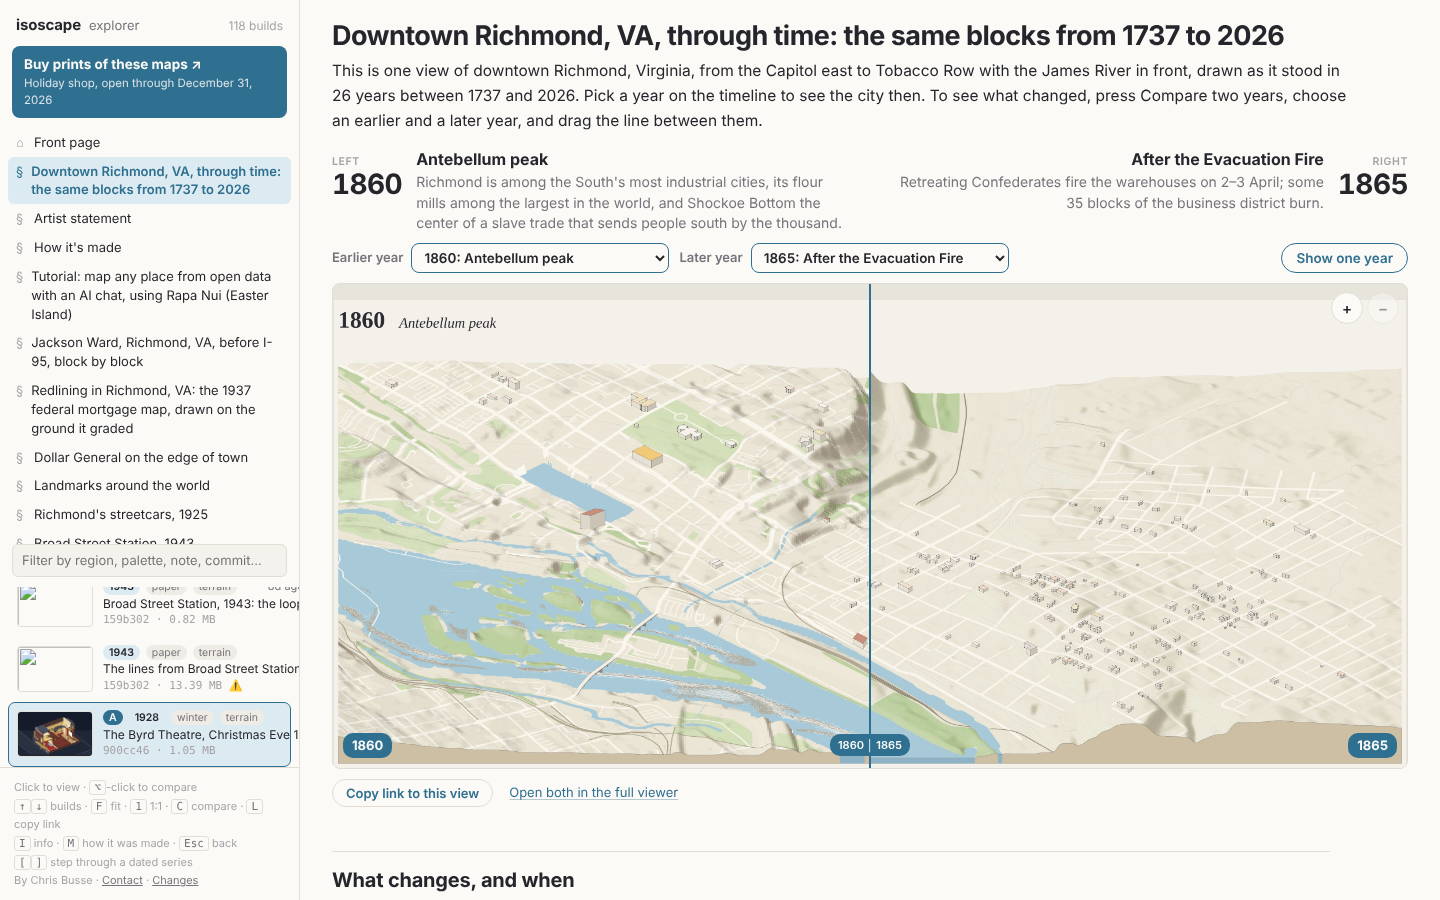 isoscape explorer 118 builds
Buy prints of these maps ↗
Holiday shop, open through December 31,
2026
⌂ Front page
§ Downtown Richmond, VA, through time:
the same blocks from 1737 to 2026
§ Artist statement
§ How it's made
§ Tutorial: map any place from open data
with an AI chat, using Rapa Nui (Easter
Island)
§ Jackson Ward, Richmond, VA, before I-
95, block by block
§ Redlining in Richmond, VA: the 1937
federal mortgage map, drawn on the
ground it graded
§ Dollar General on the edge of town
§ Landmarks around the world
§ Richmond's streetcars, 1925
§ Broad Street Station, 1943
Filter by region, palette, note, commit...
1943 paper terrain 8d ago
Broad Street Station, 1943: the loop
159b302 · 0.82 MB
1943 paper terrain
The lines from Broad Street Station
159b302 · 13.39 MB ⚠️
A 1928 winter terrain
The Byrd Theatre, Christmas Eve 1
900cc46 · 1.05 MB
Click to view · ⌥ -click to compare
↑ ↓ builds · F fit · 1 1:1 · C compare · L
copy link
I info · M how it was made · Esc back
[ ] step through a dated series
By Chris Busse · Contact · Changes
Downtown Richmond, VA, through time: the same blocks from 1737 to 2026
This is one view of downtown Richmond, Virginia, from the Capitol east to Tobacco Row with the James River in front, drawn as it stood in
26 years between 1737 and 2026. Pick a year on the timeline to see the city then. To see what changed, press Compare two years, choose
an earlier and a later year, and drag the line between them.
LEFT
1860
Antebellum peak
Richmond is among the South's most industrial cities, its flour
mills among the largest in the world, and Shockoe Bottom the
center of a slave trade that sends people south by the thousand.
After the Evacuation Fire
Retreating Confederates fire the warehouses on 2–3 April; some
35 blocks of the business district burn.
RIGHT
1865
Earlier year 1860: Antebellum peak Later year 1865: After the Evacuation Fire Show one year
1860 Antebellum peak
+ −
1860 1860 | 1865 1865
Copy link to this view Open both in the full viewer
What changes, and when